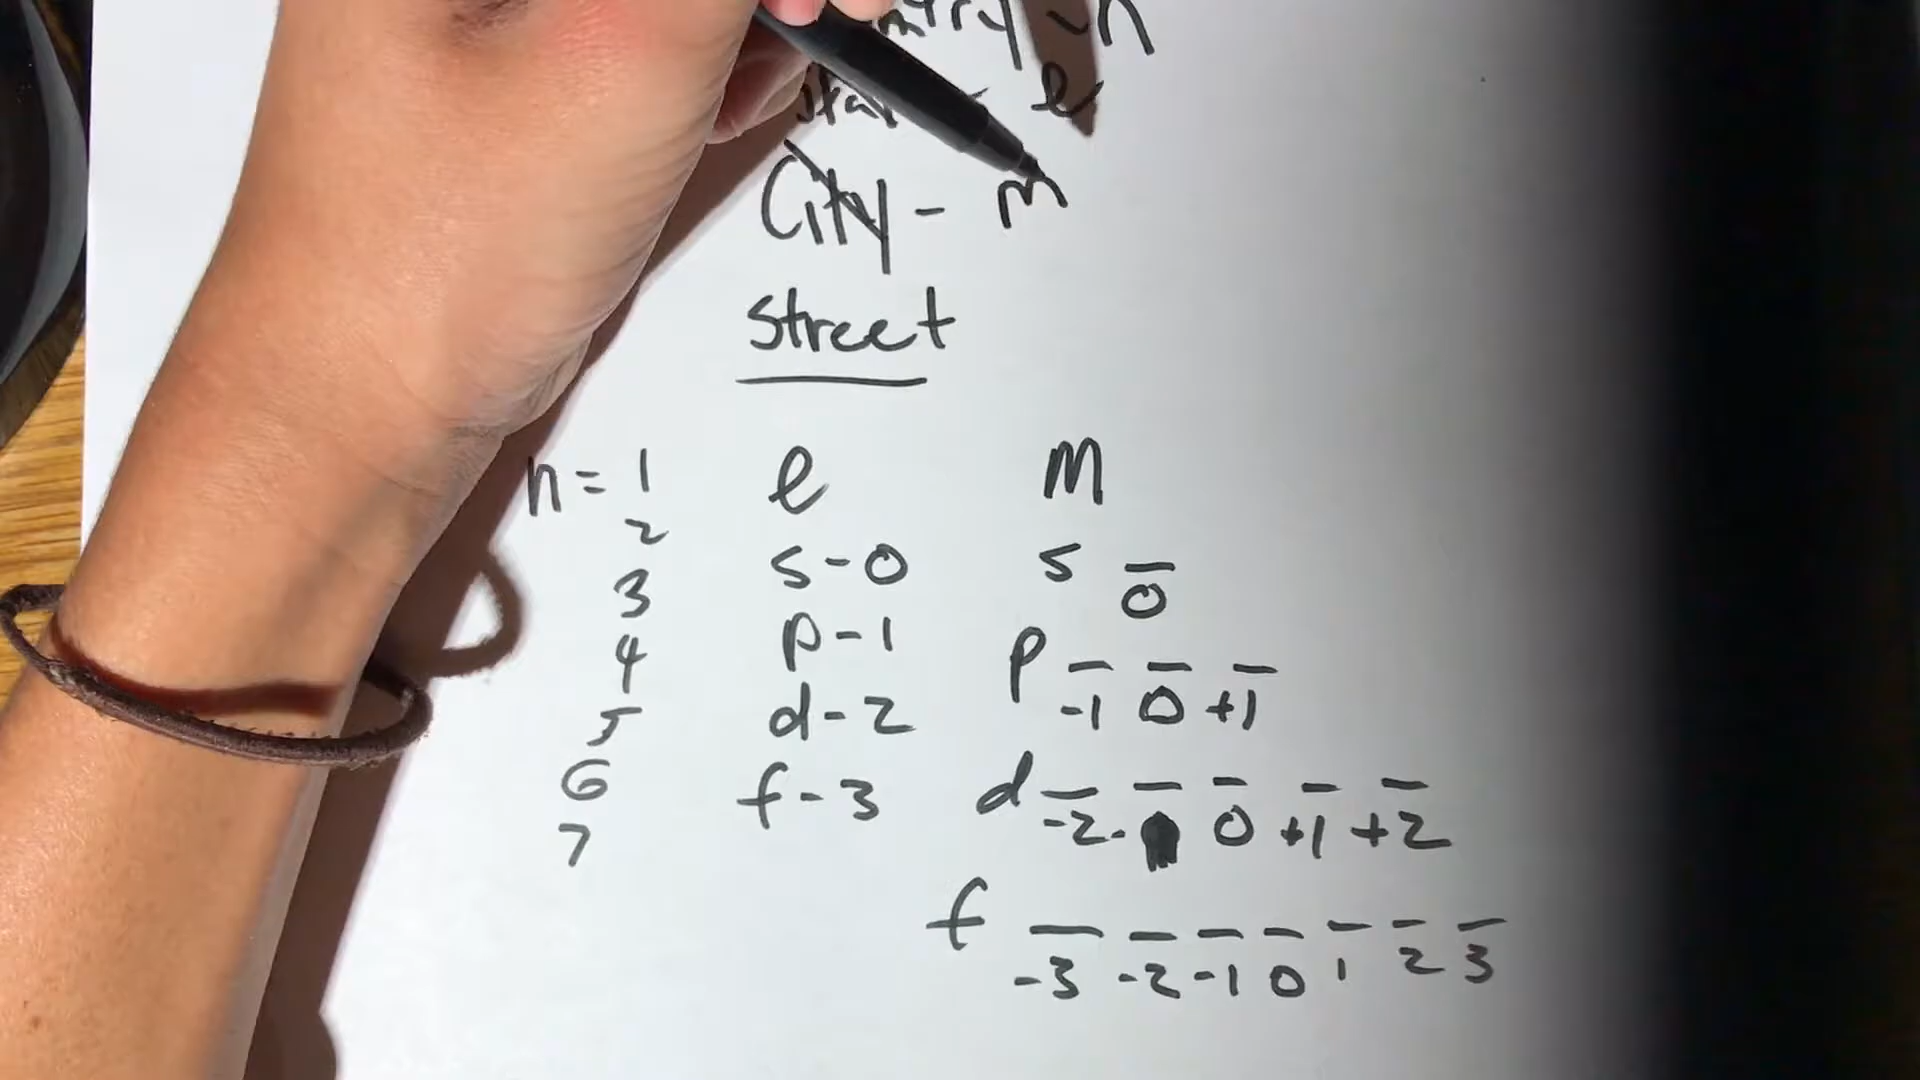 - n
- e
City - m
Street
n = 1 e m
2
3 s - 0 s 0
4 p - 1 p -1 0 +1
5 d - 2 d -2 - 0 +1 +2
6 f - 3
7
f -3 -2 -1 0 1 2 3